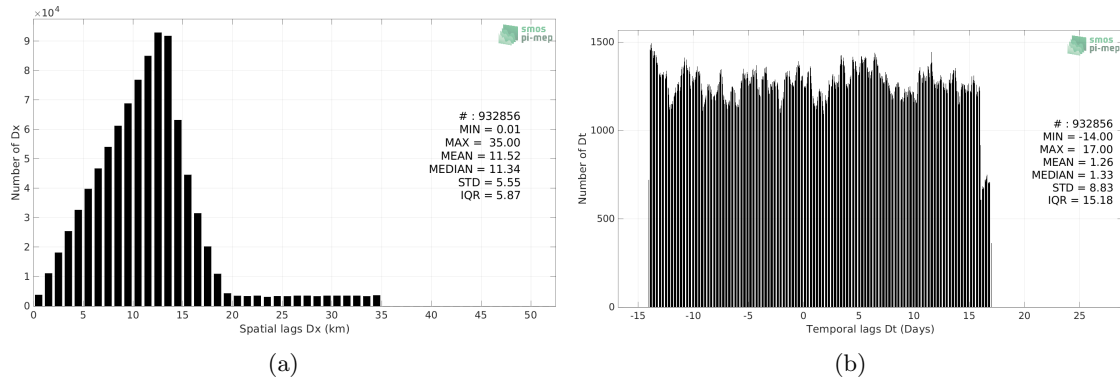 ×10⁴
9
8
7
6
5
4
3
2
1
0
Number of Dx
smos
pi-mep
# : 932856
MIN = 0.01
MAX = 35.00
MEAN = 11.52
MEDIAN = 11.34
STD = 5.55
IQR = 5.87
0 5 10 15 20 25 30 35 40 45 50
Spatial lags Dx (km)
(a)
1500
1000
500
0
Number of Dt
smos
pi-mep
# : 932856
MIN = -14.00
MAX = 17.00
MEAN = 1.26
MEDIAN = 1.33
STD = 8.83
IQR = 15.18
-15 -10 -5 0 5 10 15 20 25
Temporal lags Dt (Days)
(b)